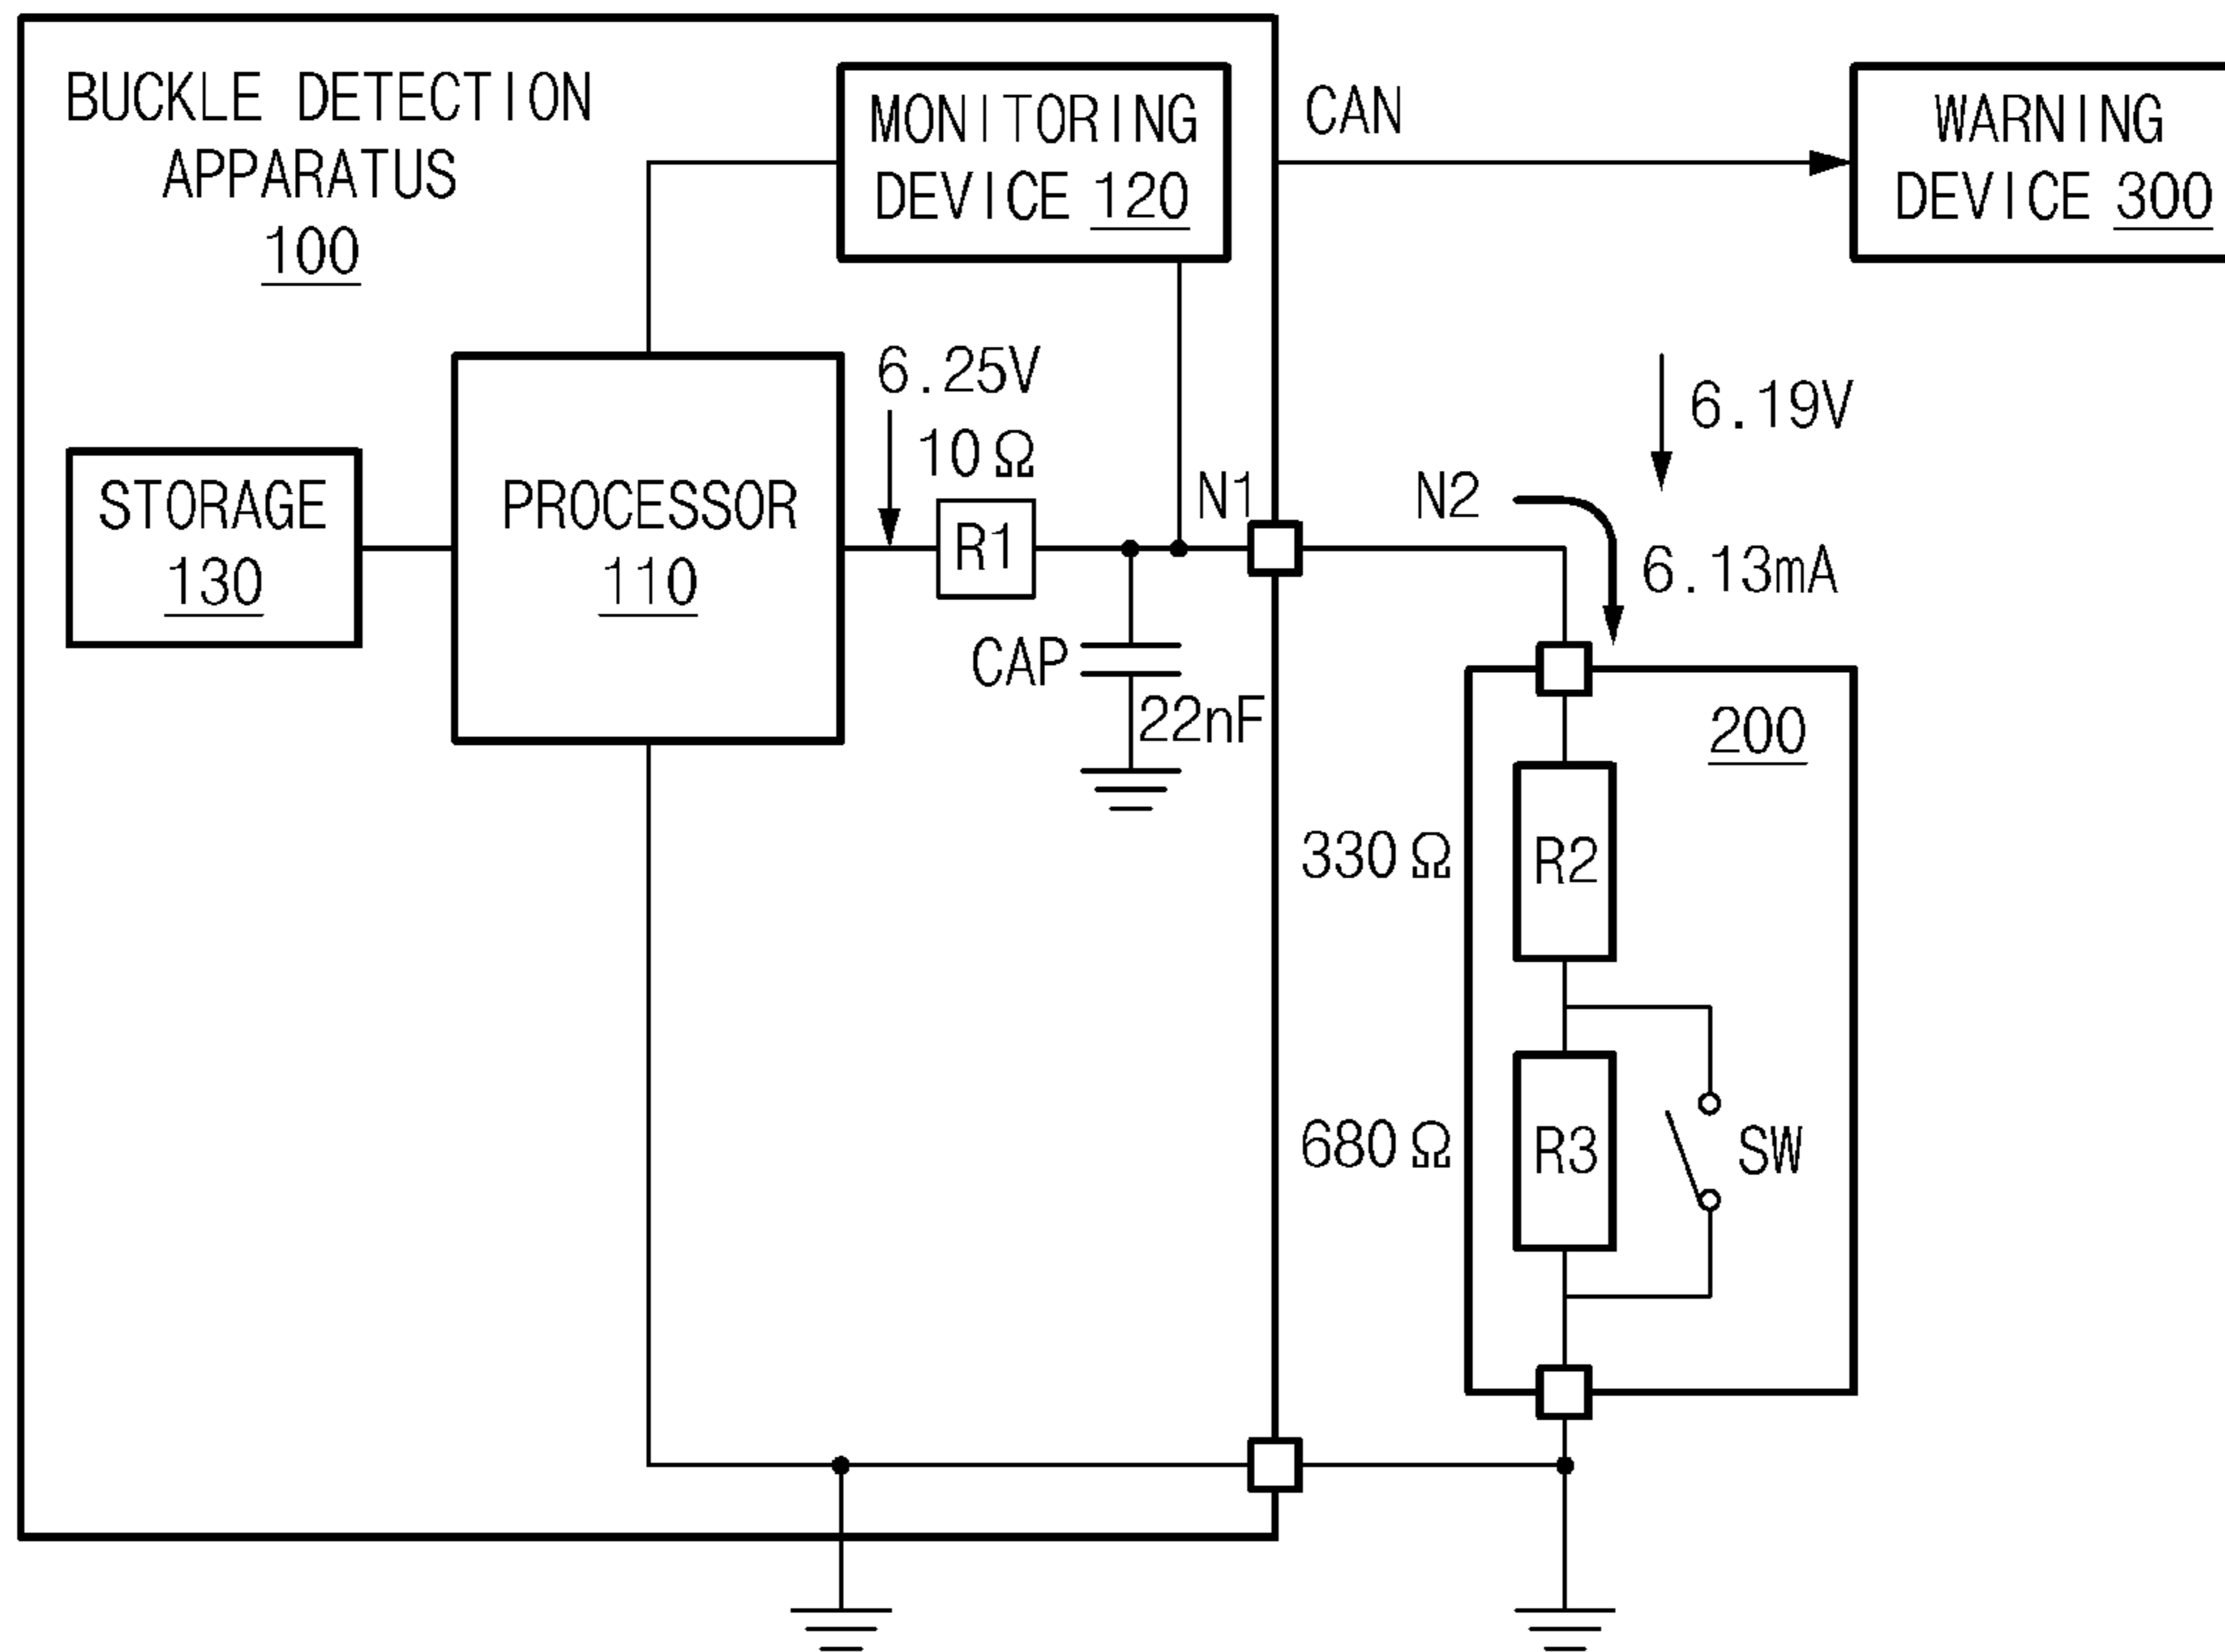 BUCKLE DETECTION
APPARATUS
100
MONITORING
DEVICE 120
CAN
WARNING
DEVICE 300
STORAGE
130
PROCESSOR
110
6.25V
10Ω
R1
N1
N2
6.19V
6.13mA
CAP
22nF
200
330Ω
R2
680Ω
R3
SW